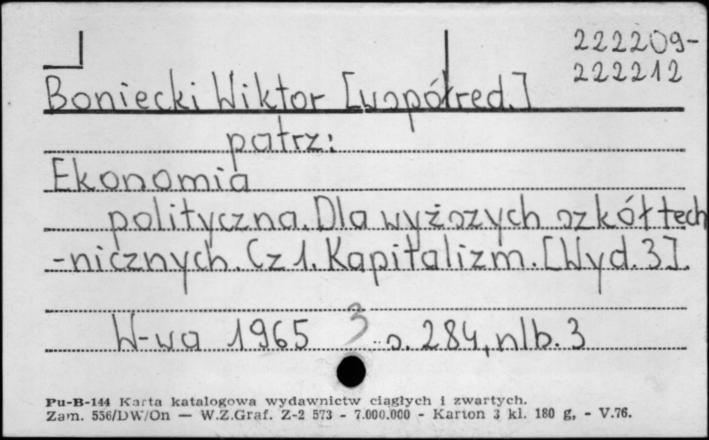 222209-
222212
Boniecki Wiktor [współred.]
patrz:
Ekonomia
polityczna. Dla wyższych szkół tech
-nicznych. Cz 1. Kapitalizm. [Wyd. 3].
W-wa 1965 3 s. 284, nlb. 3
Pu-B-144 Karta katalogowa wydawnictw ciągłych i zwartych.
Zam. 556/DW/On — W.Z.Graf. Z-2 573 - 7.000.000 - Karton 3 kl. 180 g, - V.76.